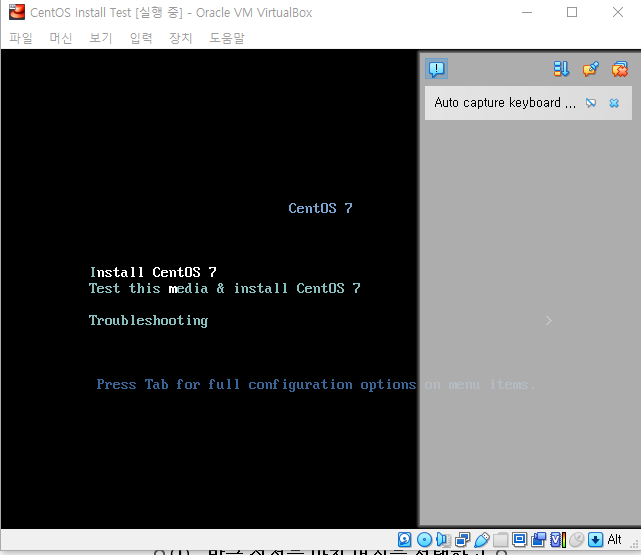 CentOS Install Test [실행 중] - Oracle VM VirtualBox
파일 머신 보기 입력 장치 도움말
Auto capture keyboard ...
CentOS 7
Install CentOS 7
Test this media & install CentOS 7
Troubleshooting
Press Tab for full configuration options on menu items.
Alt